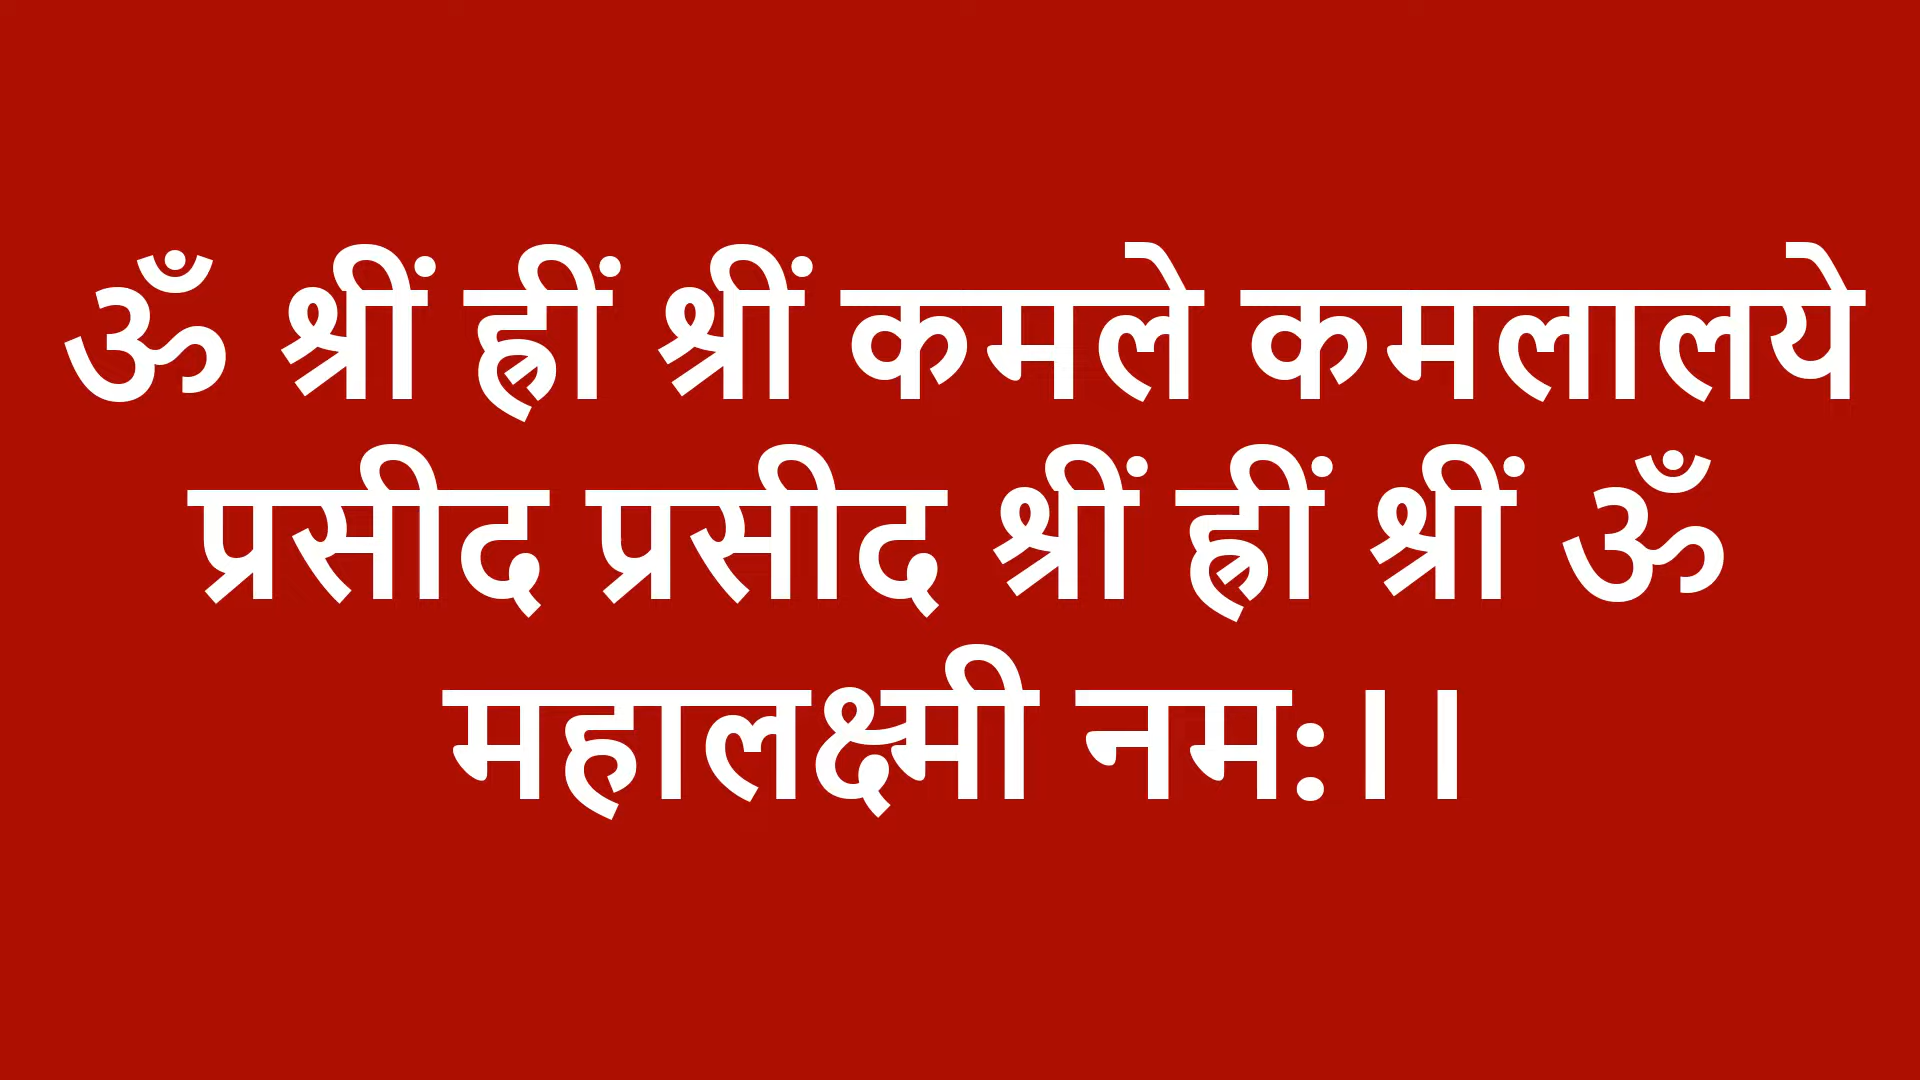 ॐ श्रीं ह्रीं श्रीं कमले कमलालये
प्रसीद प्रसीद श्रीं ह्रीं श्रीं ॐ
महालक्ष्मी नम:।।